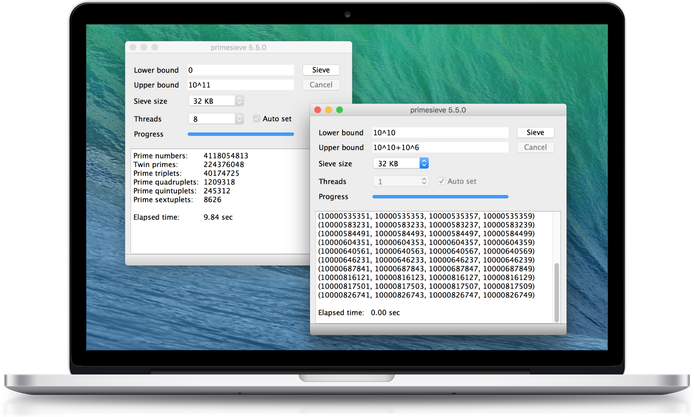 primesieve 5.5.0
Lower bound 0 Sieve
Upper bound 10^11 Cancel
Sieve size 32 KB
Threads 8 Auto set
Progress
Prime numbers: 4118054813
Twin primes: 224376048
Prime triplets: 40174725
Prime quadruplets: 1209318
Prime quintuplets: 245312
Prime sextuplets: 8626
Elapsed time: 9.84 sec
primesieve 5.5.0
Lower bound 10^10 Sieve
Upper bound 10^10+10^6 Cancel
Sieve size 32 KB
Threads 1 Auto set
Progress
(10000535351, 10000535353, 10000535357, 10000535359)
(10000583231, 10000583233, 10000583237, 10000583239)
(10000584491, 10000584493, 10000584497, 10000584499)
(10000604351, 10000604353, 10000604357, 10000604359)
(10000640561, 10000640563, 10000640567, 10000640569)
(10000646231, 10000646233, 10000646237, 10000646239)
(10000687841, 10000687843, 10000687847, 10000687849)
(10000816121, 10000816123, 10000816127, 10000816129)
(10000817501, 10000817503, 10000817507, 10000817509)
(10000826741, 10000826743, 10000826747, 10000826749)
Elapsed time: 0.00 sec